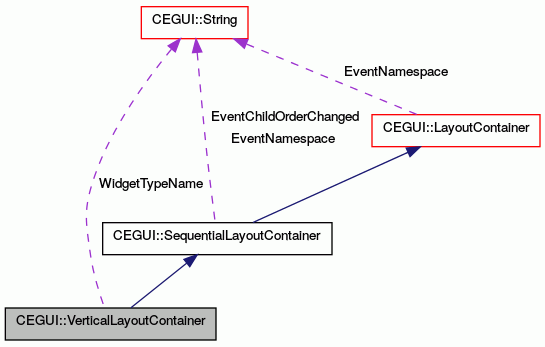 CEGUI::String
EventNamespace
EventChildOrderChanged
EventNamespace
CEGUI::LayoutContainer
WidgetTypeName
CEGUI::SequentialLayoutContainer
CEGUI::VerticalLayoutContainer